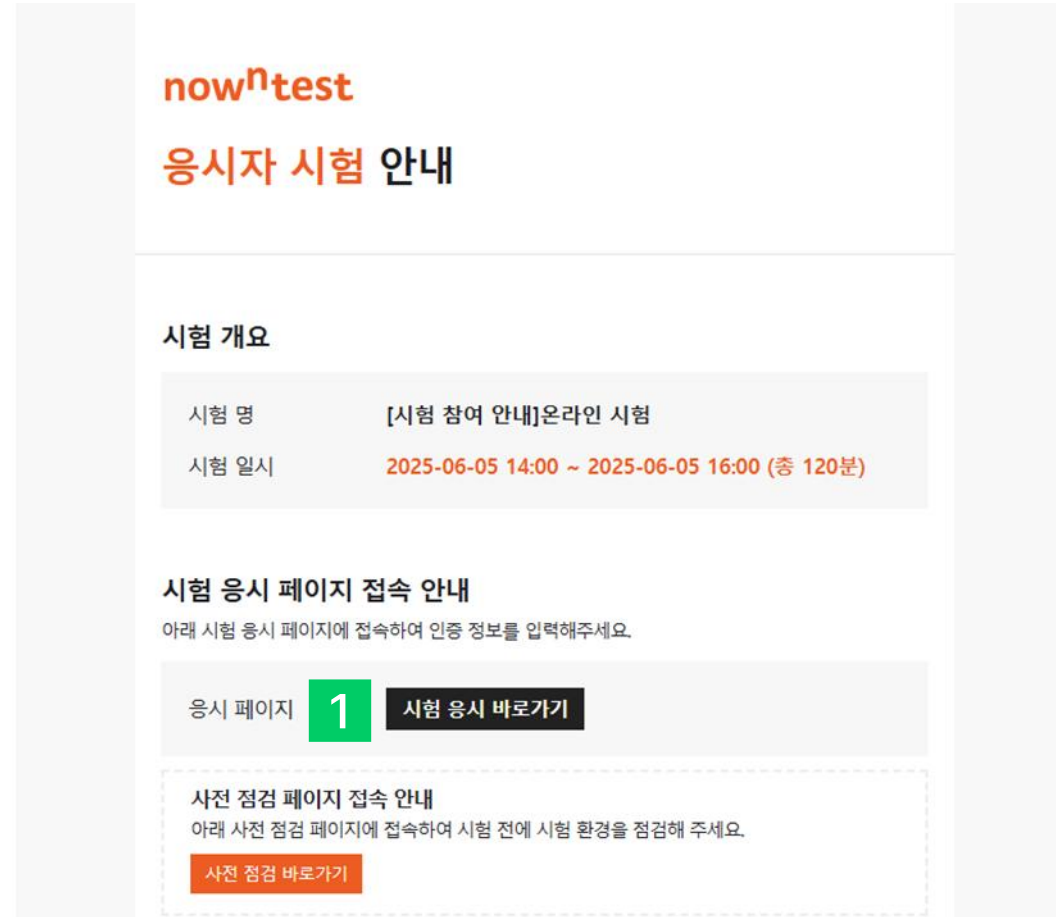 nowntest
응시자 시험 안내
시험 개요
시험 명 [시험 참여 안내]온라인 시험
시험 일시 2025-06-05 14:00 ~ 2025-06-05 16:00 (총 120분)
시험 응시 페이지 접속 안내
아래 시험 응시 페이지에 접속하여 인증 정보를 입력해주세요.
응시 페이지 1 시험 응시 바로가기
사전 점검 페이지 접속 안내
아래 사전 점검 페이지에 접속하여 시험 전에 시험 환경을 점검해 주세요.
사전 점검 바로가기